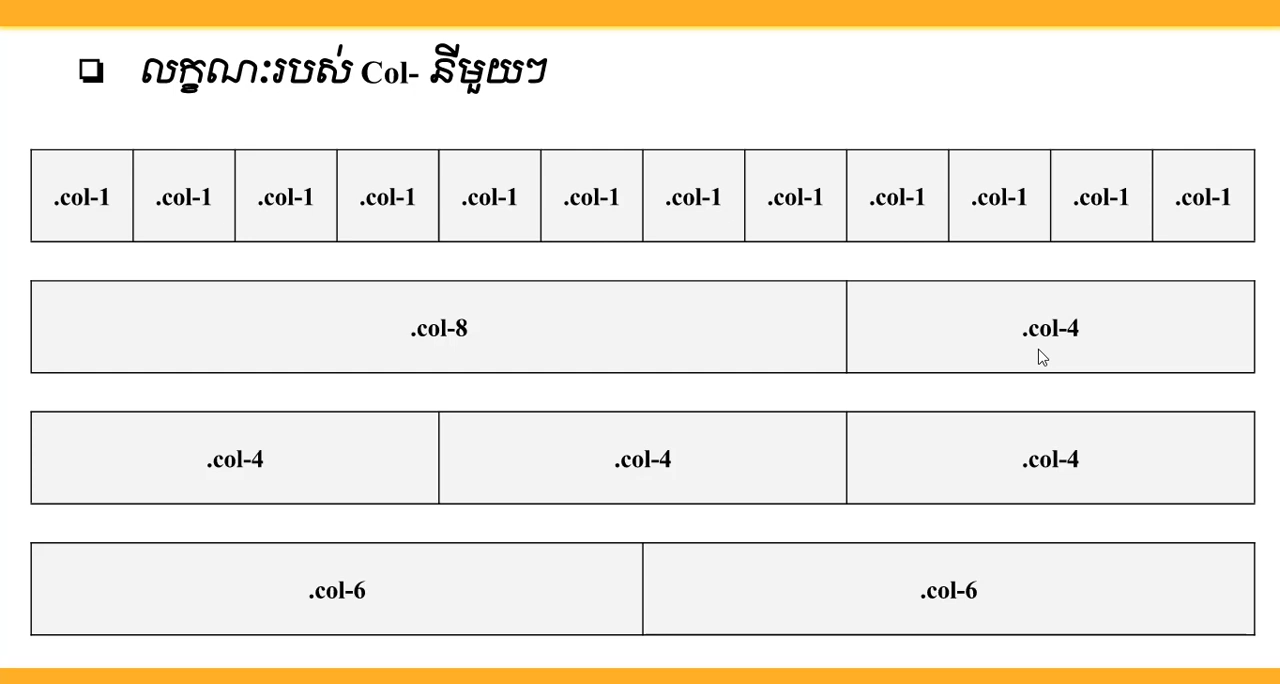 លក្ខណៈរបស់ Col- នីមួយៗ
.col-1 .col-1 .col-1 .col-1 .col-1 .col-1 .col-1 .col-1 .col-1 .col-1 .col-1 .col-1
.col-8 .col-4
.col-4 .col-4 .col-4
.col-6 .col-6